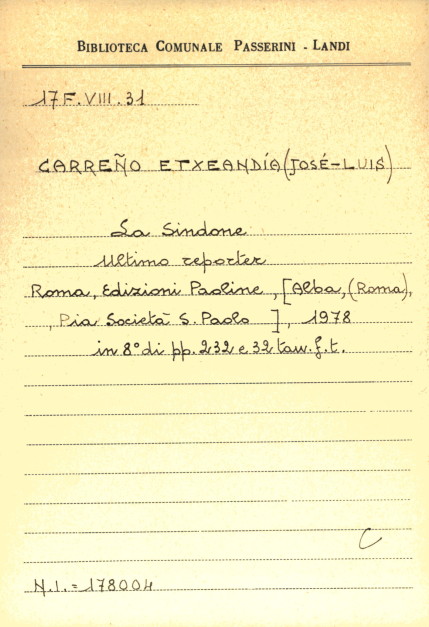 BIBLIOTECA COMUNALE PASSERINI - LANDI
17F.VIII.31
CARREÑO ETXEANDÍA (JOSÉ-LUIS)
La Sindone
Ultimo reporter
Roma, Edizioni Paoline, [Alba, (Roma),
, Pia Società S. Paolo ], 1978
in 8° di pp. 232 e 32 tav. f. t.
C
N.I. = 178004